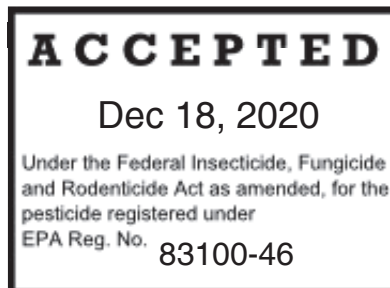 ACCEPTED
Dec 18, 2020
Under the Federal Insecticide, Fungicide
and Rodenticide Act as amended, for the
pesticide registered under
EPA Reg. No. 83100-46